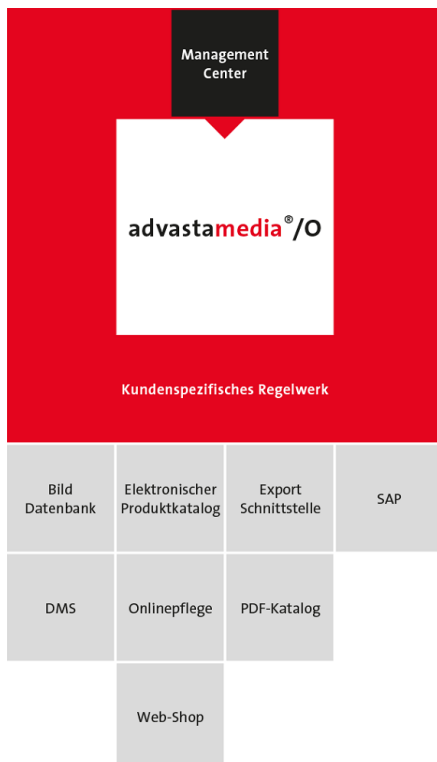 Management
Center
advastamedia®/O
Kundenspezifisches Regelwerk
Bild
Datenbank
Elektronischer
Produktkatalog
Export
Schnittstelle
SAP
DMS
Onlinepflege
PDF-Katalog
Web-Shop